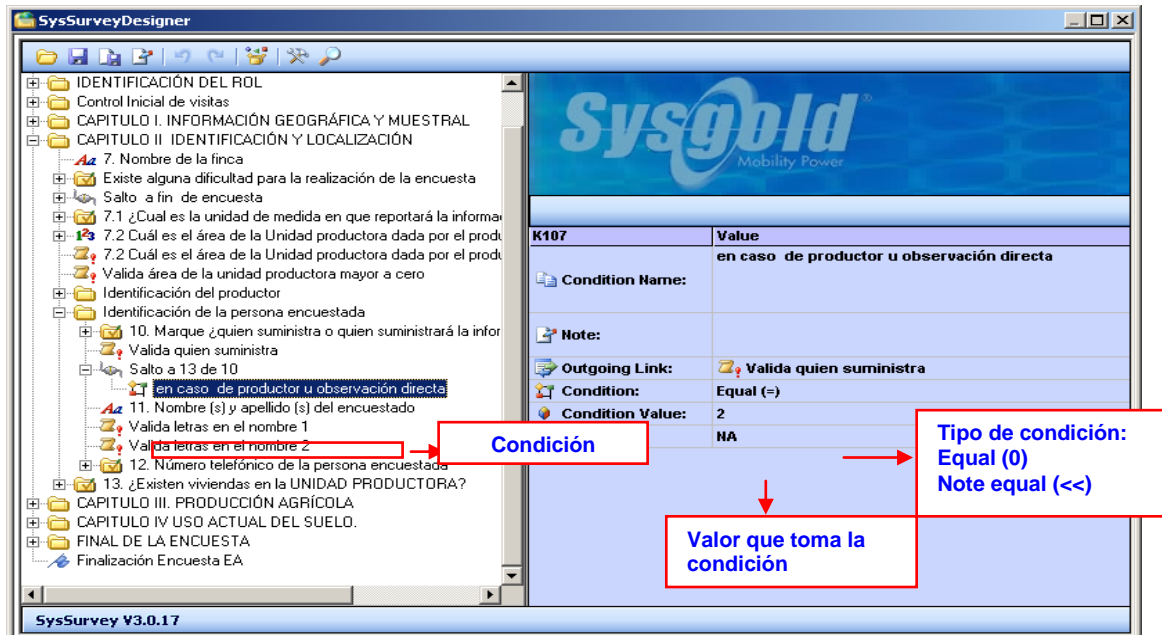 SysSurveyDesigner
IDENTIFICACIÓN DEL ROL
Control Inicial de visitas
CAPITULO I. INFORMACIÓN GEOGRÁFICA Y MUESTRAL
CAPITULO II IDENTIFICACIÓN Y LOCALIZACIÓN
Aa 7. Nombre de la finca
Existe alguna dificultad para la realización de la encuesta
Salto a fin de encuesta
7.1 ¿Cual es la unidad de medida en que reportará la informa
123 7.2 Cuál es el área de la Unidad productora dada por el produ
7.2 Cuál es el área de la Unidad productora dada por el produ
Valida área de la unidad productora mayor a cero
Identificación del productor
Identificación de la persona encuestada
10. Marque ¿quien suministra o quien suministrará la infor
Valida quien suministra
Salto a 13 de 10
en caso de productor u observación directa
Aa 11. Nombre (s) y apellido (s) del encuestado
Valida letras en el nombre 1
Valida letras en el nombre 2
12. Número telefónico de la persona encuestada
13. ¿Existen viviendas en la UNIDAD PRODUCTORA?
CAPITULO III. PRODUCCIÓN AGRÍCOLA
CAPITULO IV USO ACTUAL DEL SUELO.
FINAL DE LA ENCUESTA
Finalización Encuesta EA
Sysgold®
Mobility Power
K107 Value
Condition Name: en caso de productor u observación directa
Note:
Outgoing Link: Valida quien suministra
Condition: Equal (=)
Condition Value: 2
NA
Condición
Tipo de condición:
Equal (0)
Note equal (<<)
Valor que toma la
condición
SysSurvey V3.0.17